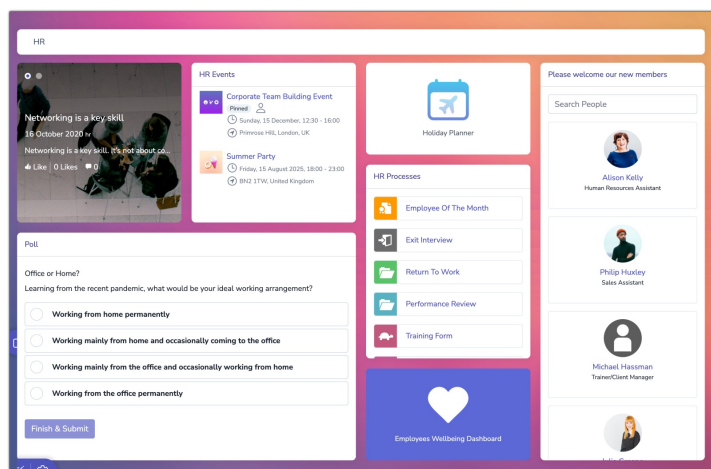 HR
Networking is a key skill
16 October 2020 hr
Networking is a key skill. It's not about co...
Like
0 Likes
0
HR Events
Corporate Team Building Event
Pinned
Sunday, 15 December, 12:30 - 16:00
Primrose Hill, London, UK
Summer Party
Friday, 15 August 2025, 18:00 - 23:00
BN2 1TW, United Kingdom
Poll
Office or Home?
Learning from the recent pandemic, what would be your ideal working arrangement?
Working from home permanently
Working mainly from home and occasionally coming to the office
Working mainly from the office and occasionally working from home
Working from the office permanently
Finish & Submit
Holiday Planner
HR Processes
Employee Of The Month
Exit Interview
Return To Work
Performance Review
Training Form
Employees Wellbeing Dashboard
Please welcome our new members
Search People
Alison Kelly
Human Resources Assistant
Philip Huxley
Sales Assistant
Michael Hassman
Trainer/Client Manager